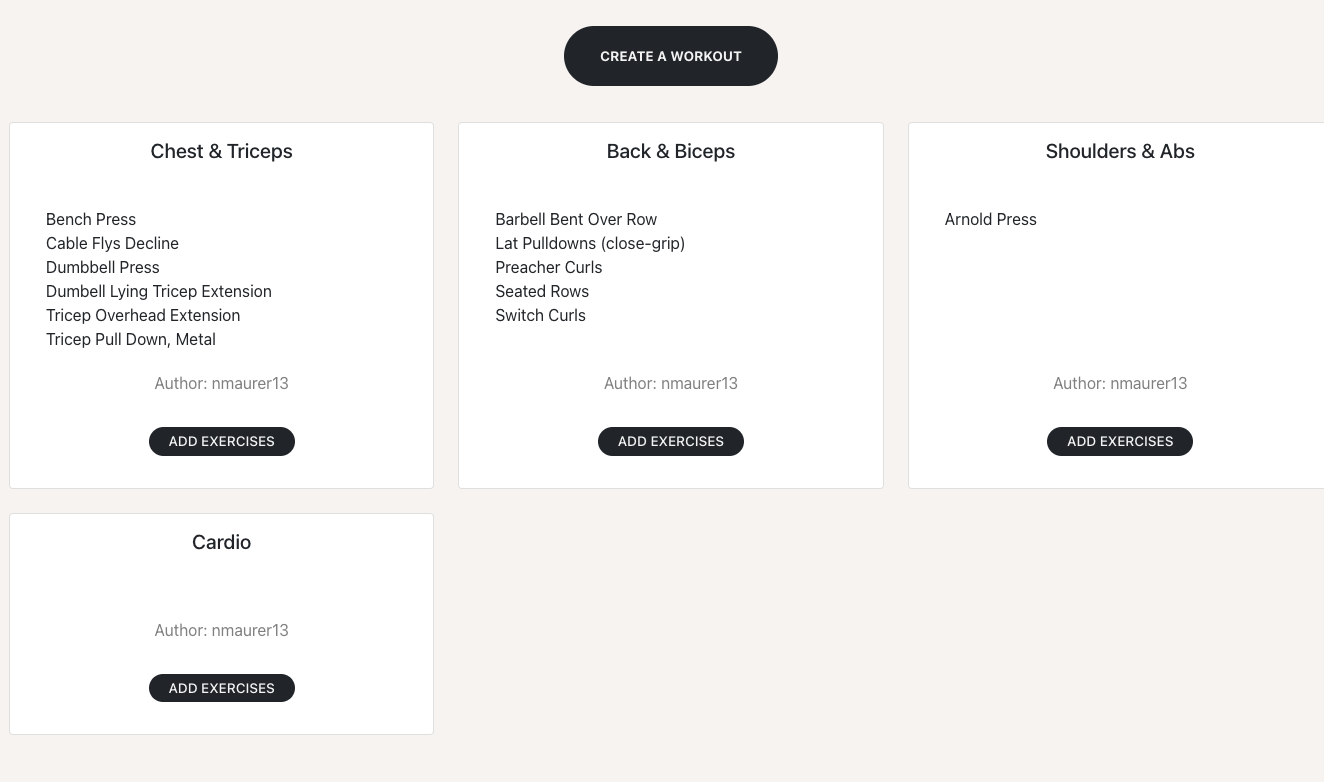 CREATE A WORKOUT
Chest & Triceps
Bench Press
Cable Flys Decline
Dumbbell Press
Dumbell Lying Tricep Extension
Tricep Overhead Extension
Tricep Pull Down, Metal
Author: nmaurer13
ADD EXERCISES
Back & Biceps
Barbell Bent Over Row
Lat Pulldowns (close-grip)
Preacher Curls
Seated Rows
Switch Curls
Author: nmaurer13
ADD EXERCISES
Shoulders & Abs
Arnold Press
Author: nmaurer13
ADD EXERCISES
Cardio
Author: nmaurer13
ADD EXERCISES